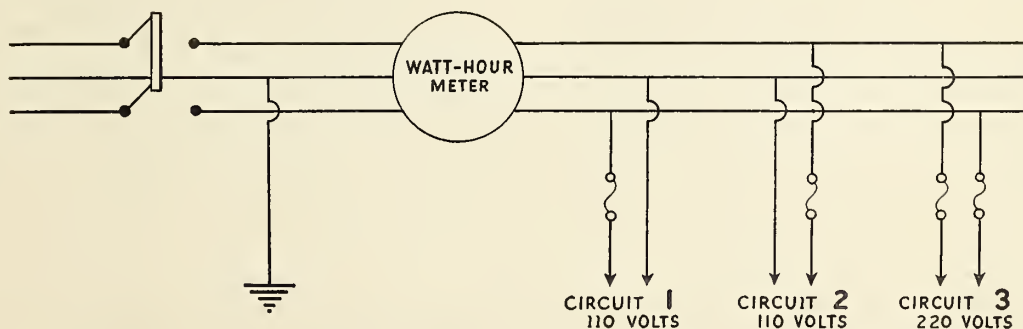 WATT-HOUR
METER
CIRCUIT 1
110 VOLTS
CIRCUIT 2
110 VOLTS
CIRCUIT 3
220 VOLTS